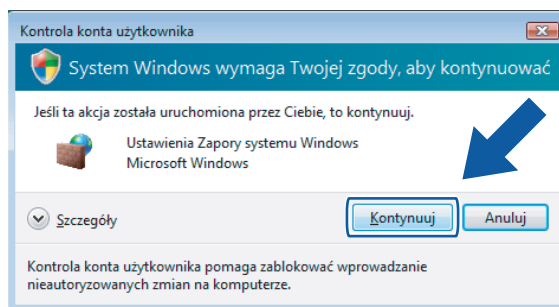 Kontrola konta użytkownika
System Windows wymaga Twojej zgody, aby kontynuować
Jeśli ta akcja została uruchomiona przez Ciebie, to kontynuuj.
Ustawienia Zapory systemu Windows
Microsoft Windows
Szczegóły
Kontynuuj
Anuluj
Kontrola konta użytkownika pomaga zablokować wprowadzanie
nieautoryzowanych zmian na komputerze.